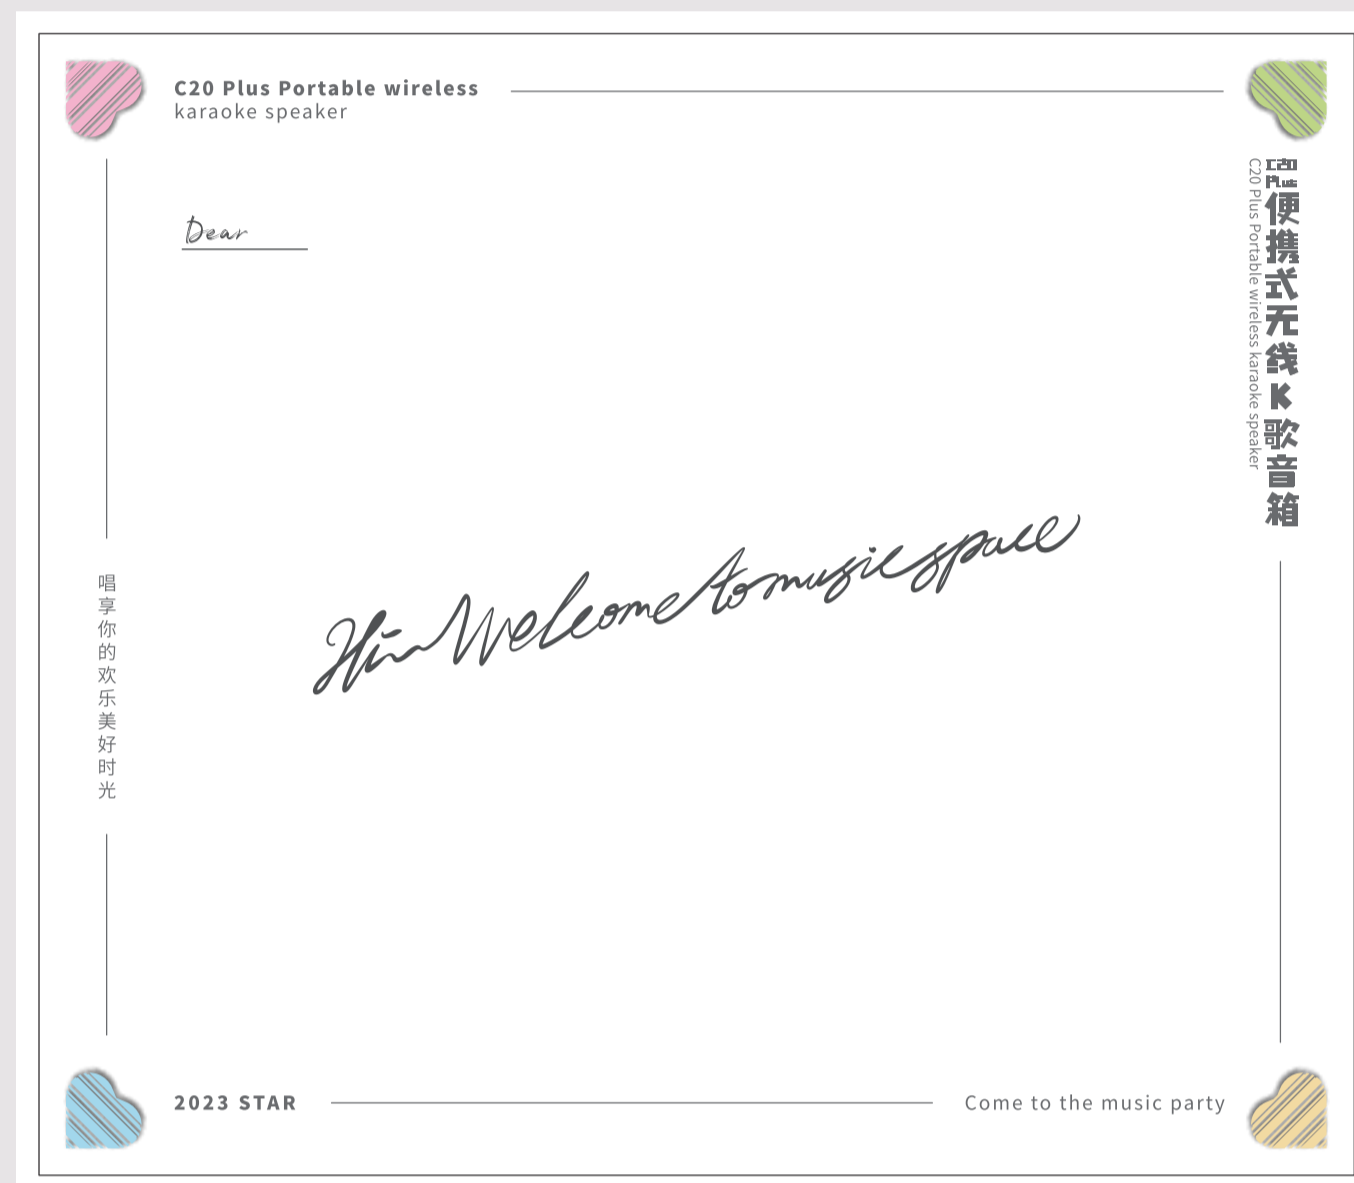 C20 Plus Portable wireless
karaoke speaker
Dear
C20 Plus
便携式无线K歌音箱
C20 Plus Portable wireless karaoke speaker
Hi~Welcome to music space
唱享你的欢乐美好时光
2023 STAR
Come to the music party